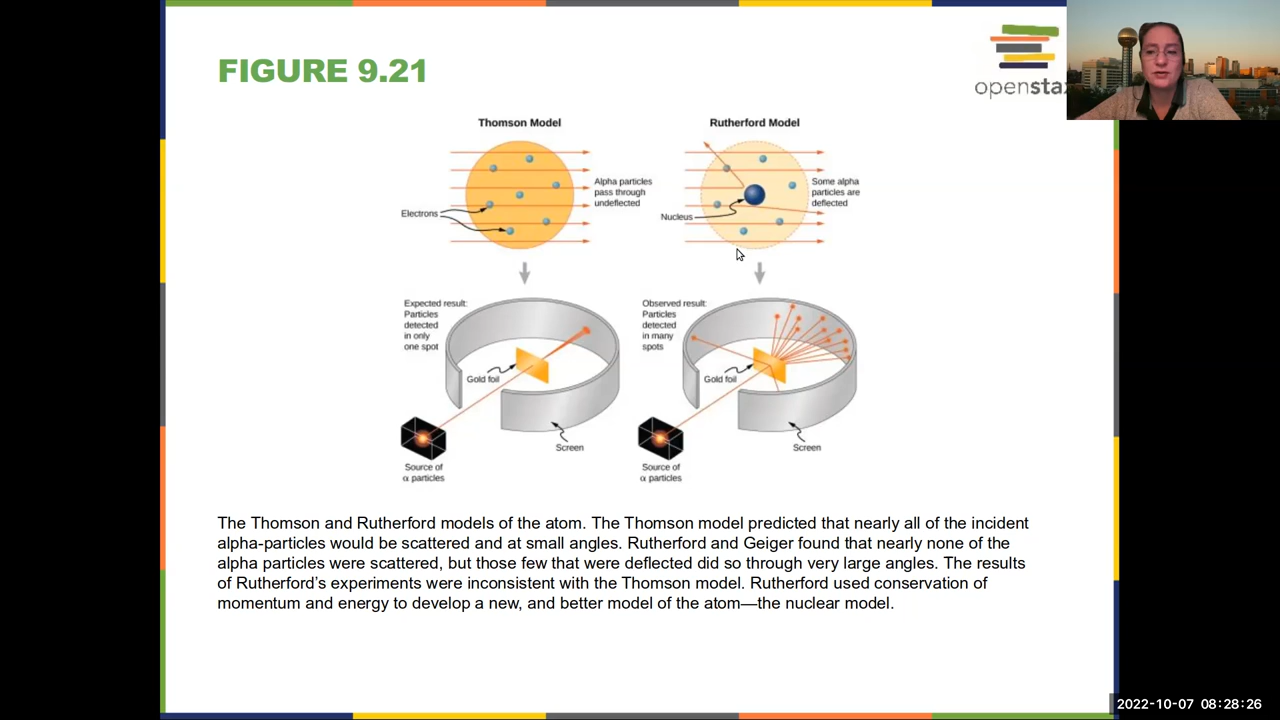 FIGURE 9.21
openstax
Thomson Model
Rutherford Model
Alpha particles
pass through
undeflected
Electrons
Some alpha
particles are
deflected
Nucleus
Expected result:
Particles
detected
in only
one spot
Gold foil
Screen
Source of
α particles
Observed result:
Particles
detected
in many
spots
Gold foil
Screen
Source of
α particles
The Thomson and Rutherford models of the atom. The Thomson model predicted that nearly all of the incident
alpha-particles would be scattered and at small angles. Rutherford and Geiger found that nearly none of the
alpha particles were scattered, but those few that were deflected did so through very large angles. The results
of Rutherford’s experiments were inconsistent with the Thomson model. Rutherford used conservation of
momentum and energy to develop a new, and better model of the atom—the nuclear model.
2022-10-07 08:28:26